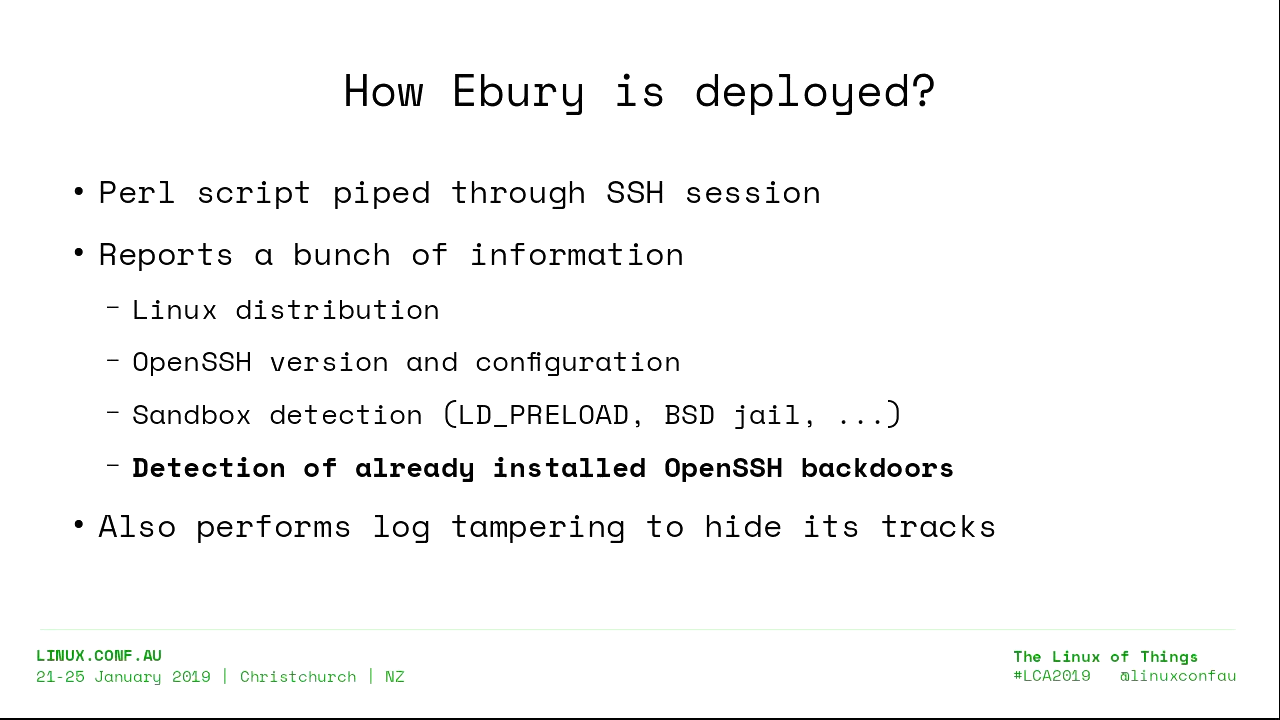 How Ebury is deployed?
• Perl script piped through SSH session
• Reports a bunch of information
– Linux distribution
– OpenSSH version and configuration
– Sandbox detection (LD_PRELOAD, BSD jail, ...)
– Detection of already installed OpenSSH backdoors
• Also performs log tampering to hide its tracks
LINUX.CONF.AU
21-25 January 2019 | Christchurch | NZ
The Linux of Things
#LCA2019 @linuxconfau